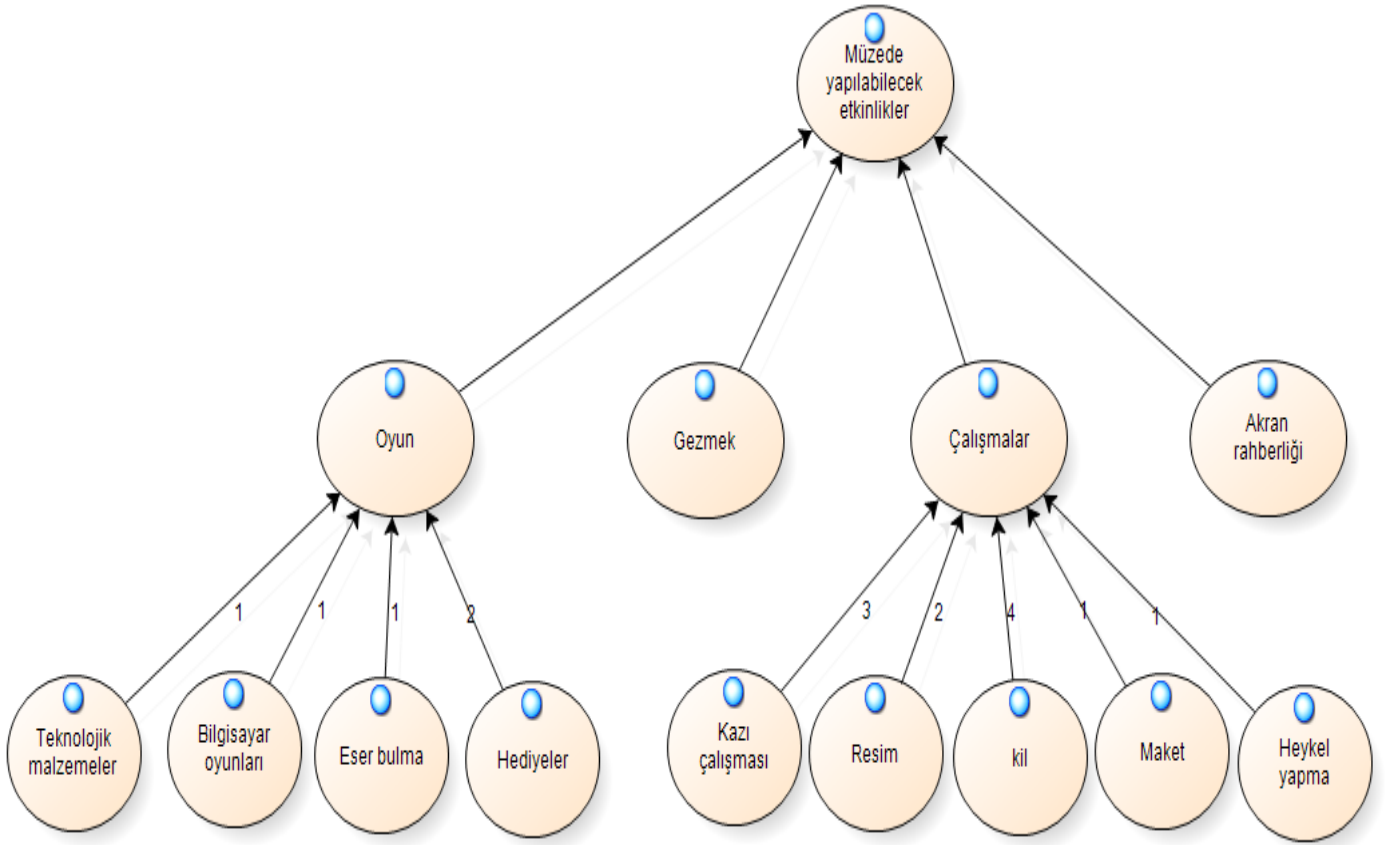 Müzede
yapılabilecek
etkinlikler
Oyun
Gezmek
Çalışmalar
Akran
rahberliği
1
1
1
2
3
2
4
1
1
Teknolojik
malzemeler
Bilgisayar
oyunları
Eser bulma
Hediyeler
Kazı
çalışması
Resim
kil
Maket
Heykel
yapma